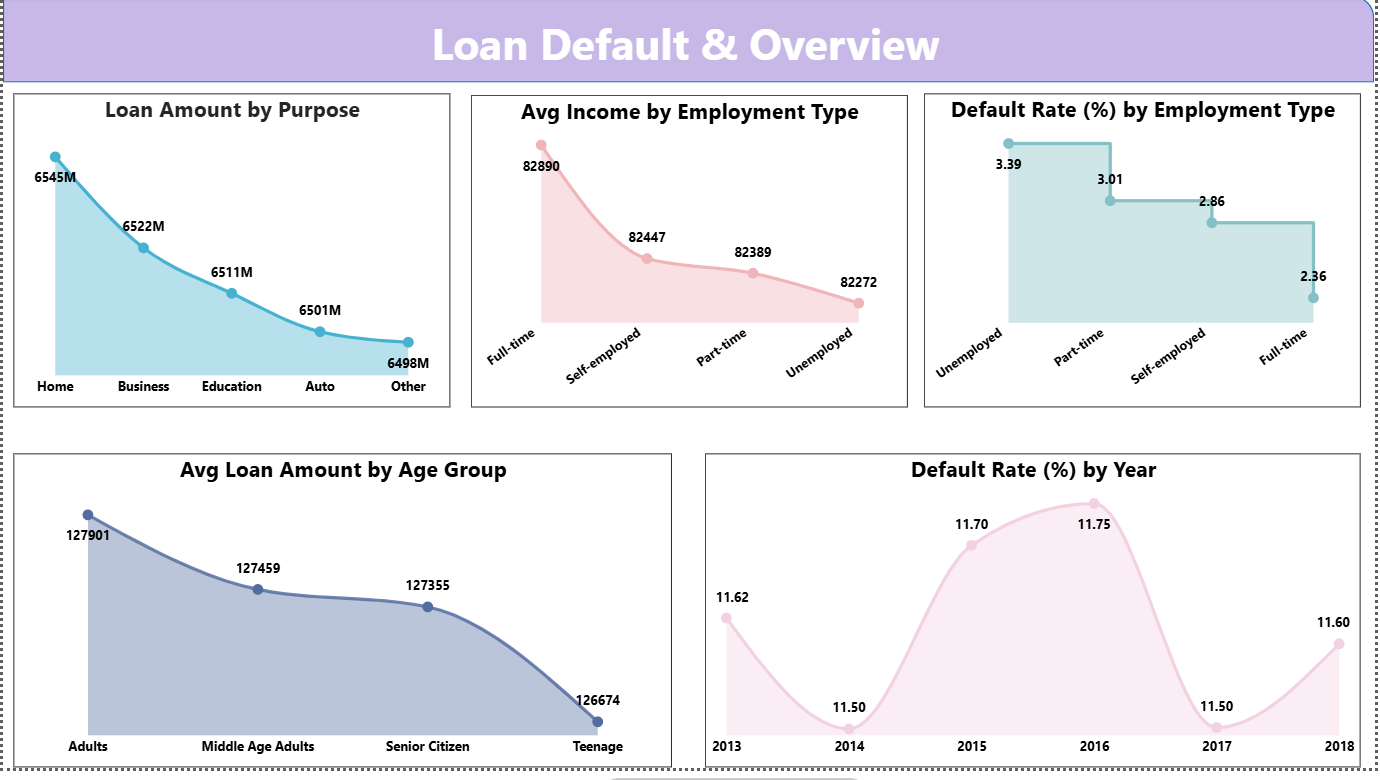 Loan Default & Overview
Loan Amount by Purpose
6545M
6522M
6511M
6501M
6498M
Home Business Education Auto Other
Avg Income by Employment Type
82890
82447
82389
82272
Full-time Self-employed Part-time Unemployed
Default Rate (%) by Employment Type
3.39
3.01
2.86
2.36
Unemployed Part-time Self-employed Full-time
Avg Loan Amount by Age Group
127901
127459
127355
126674
Adults Middle Age Adults Senior Citizen Teenage
Default Rate (%) by Year
11.62
11.50
11.70
11.75
11.50
11.60
2013 2014 2015 2016 2017 2018